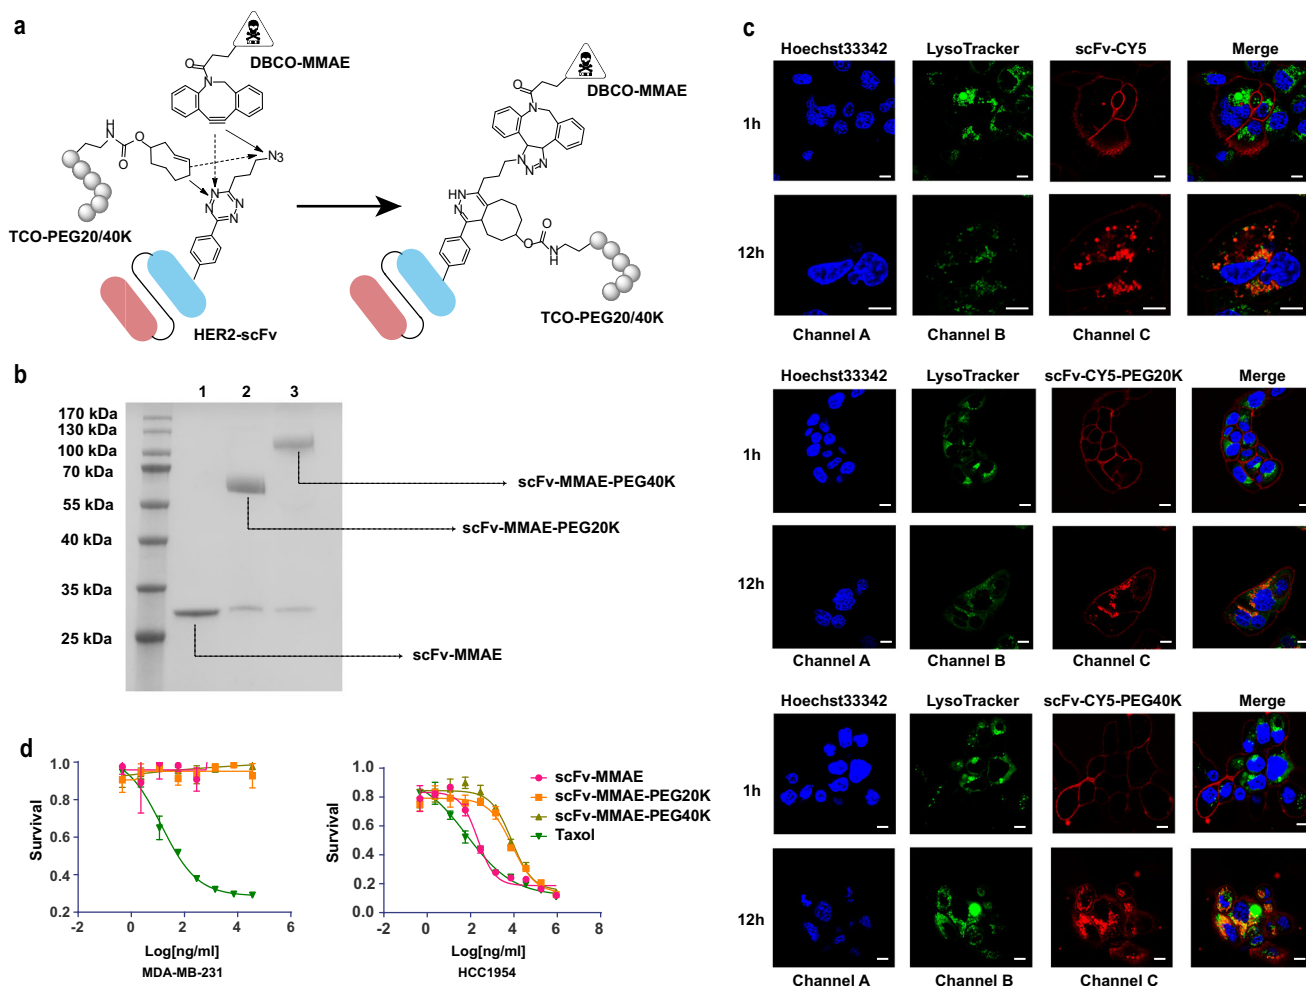 a
DBCO-MMAE
O
N
H
N
O
O
N3
N
N
N
N
TCO-PEG20/40K
HER2-scFv
O
N
DBCO-MMAE
N
N
N
HN
N
O
O
N
H
TCO-PEG20/40K
b
1 2 3
170 kDa
130 kDa
100 kDa
70 kDa
55 kDa
40 kDa
35 kDa
25 kDa
scFv-MMAE-PEG40K
scFv-MMAE-PEG20K
scFv-MMAE
c
Hoechst33342 LysoTracker scFv-CY5 Merge
1h
12h
Channel A Channel B Channel C
Hoechst33342 LysoTracker scFv-CY5-PEG20K Merge
1h
12h
Channel A Channel B Channel C
Hoechst33342 LysoTracker scFv-CY5-PEG40K Merge
1h
12h
Channel A Channel B Channel C
d
Survival
1.0
0.8
0.6
0.4
0.2
-2 0 2 4 6
Log[ng/ml]
MDA-MB-231
Survival
1.0
0.8
0.6
0.4
0.2
0.0
-2 0 2 4 6 8
Log[ng/ml]
HCC1954
scFv-MMAE
scFv-MMAE-PEG20K
scFv-MMAE-PEG40K
Taxol